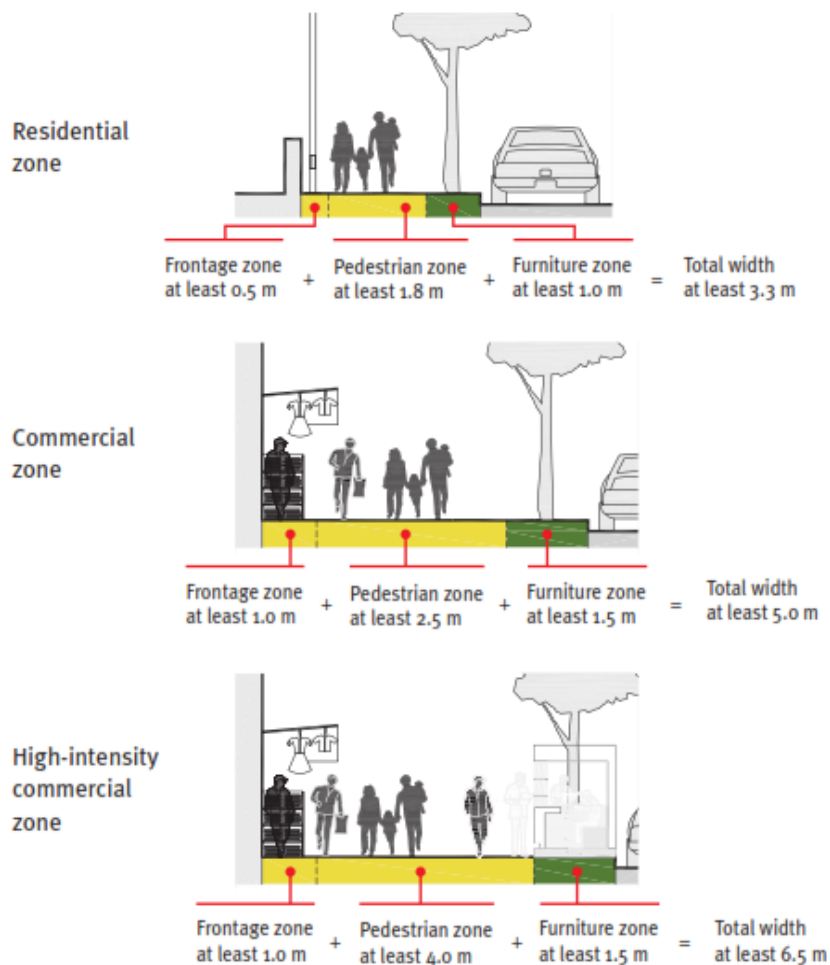 Residential
zone
Frontage zone
at least 0.5 m
+
Pedestrian zone
at least 1.8 m
+
Furniture zone
at least 1.0 m
=
Total width
at least 3.3 m
Commercial
zone
Frontage zone
at least 1.0 m
+
Pedestrian zone
at least 2.5 m
+
Furniture zone
at least 1.5 m
=
Total width
at least 5.0 m
High-intensity
commercial
zone
Frontage zone
at least 1.0 m
+
Pedestrian zone
at least 4.0 m
+
Furniture zone
at least 1.5 m
=
Total width
at least 6.5 m